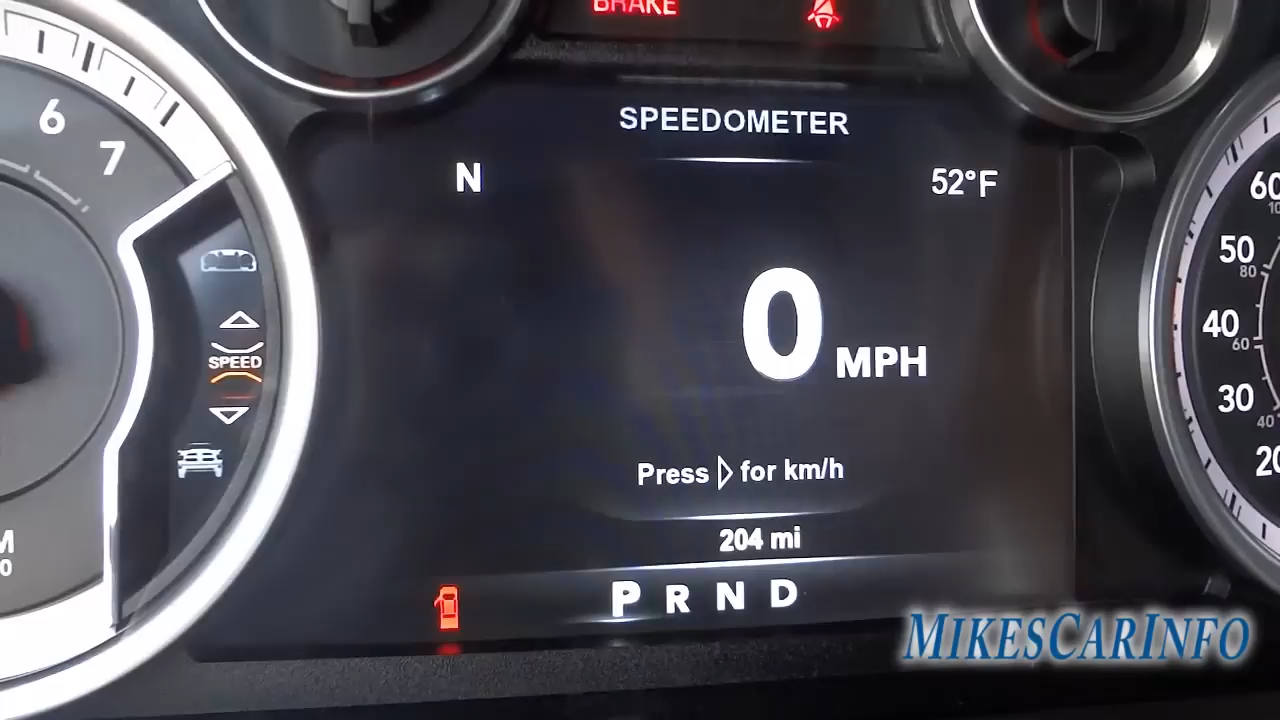 BRAKE
SPEEDOMETER
N
52°F
6
7
0 MPH
SPEED
Press ▷ for km/h
204 mi
P R N D
60
50
80
40
60
30
40
MIKESCARINFO